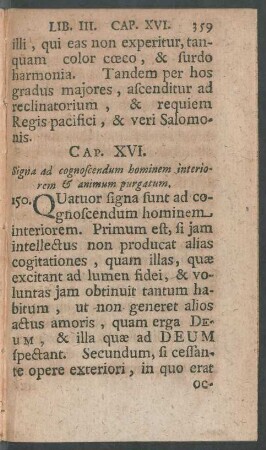 LIB. III. CAP. XVI. 359
illi, qui eas non experitur, tan-
quam color cœco, & surdo
harmonia. Tandem per hos
gradus majores, ascenditur ad
reclinatorium, & requiem
Regis pacifici, & veri Salomo-
nis.
CAP. XVI.
Signa ad cognoscendum hominem interio-
rem & animum purgatum.
150. QUatuor signa sunt ad co-
gnoscendum hominem
interiorem. Primum est, si jam
intellectus non producat alias
cogitationes, quam illas, quæ
excitant ad lumen fidei, & vo-
luntas jam obtinuit tantum ha-
bitum, ut non generet alios
actus amoris, quam erga DE-
UM, & illa quæ ad DEUM
spectant. Secundum, si cessan-
te opere exteriori, in quo erat
oc-